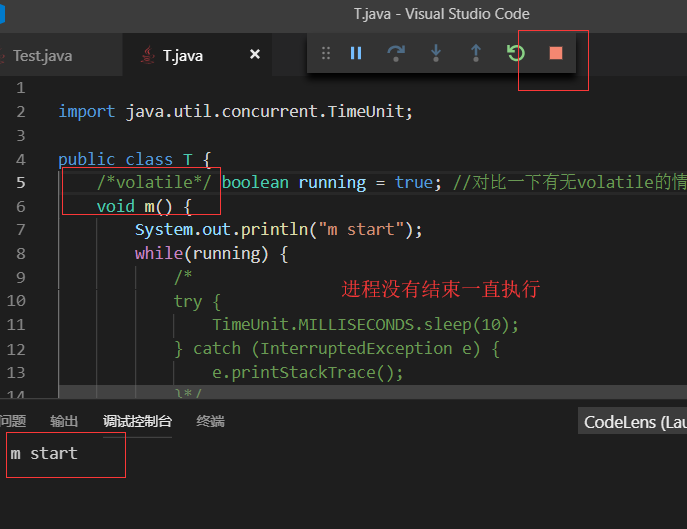 T.java - Visual Studio Code
Test.java
T.java
1
2 import java.util.concurrent.TimeUnit;
3
4 public class T {
5 /*volatile*/ boolean running = true; //对比一下有无volatile的情
6 void m() {
7 System.out.println("m start");
8 while(running) {
9 /*
进程没有结束一直执行
10 try {
11 TimeUnit.MILLISECONDS.sleep(10);
12 } catch (InterruptedException e) {
13 e.printStackTrace();
14 }*/
问题 输出 调试控制台 终端
CodeLens (Lau
m start